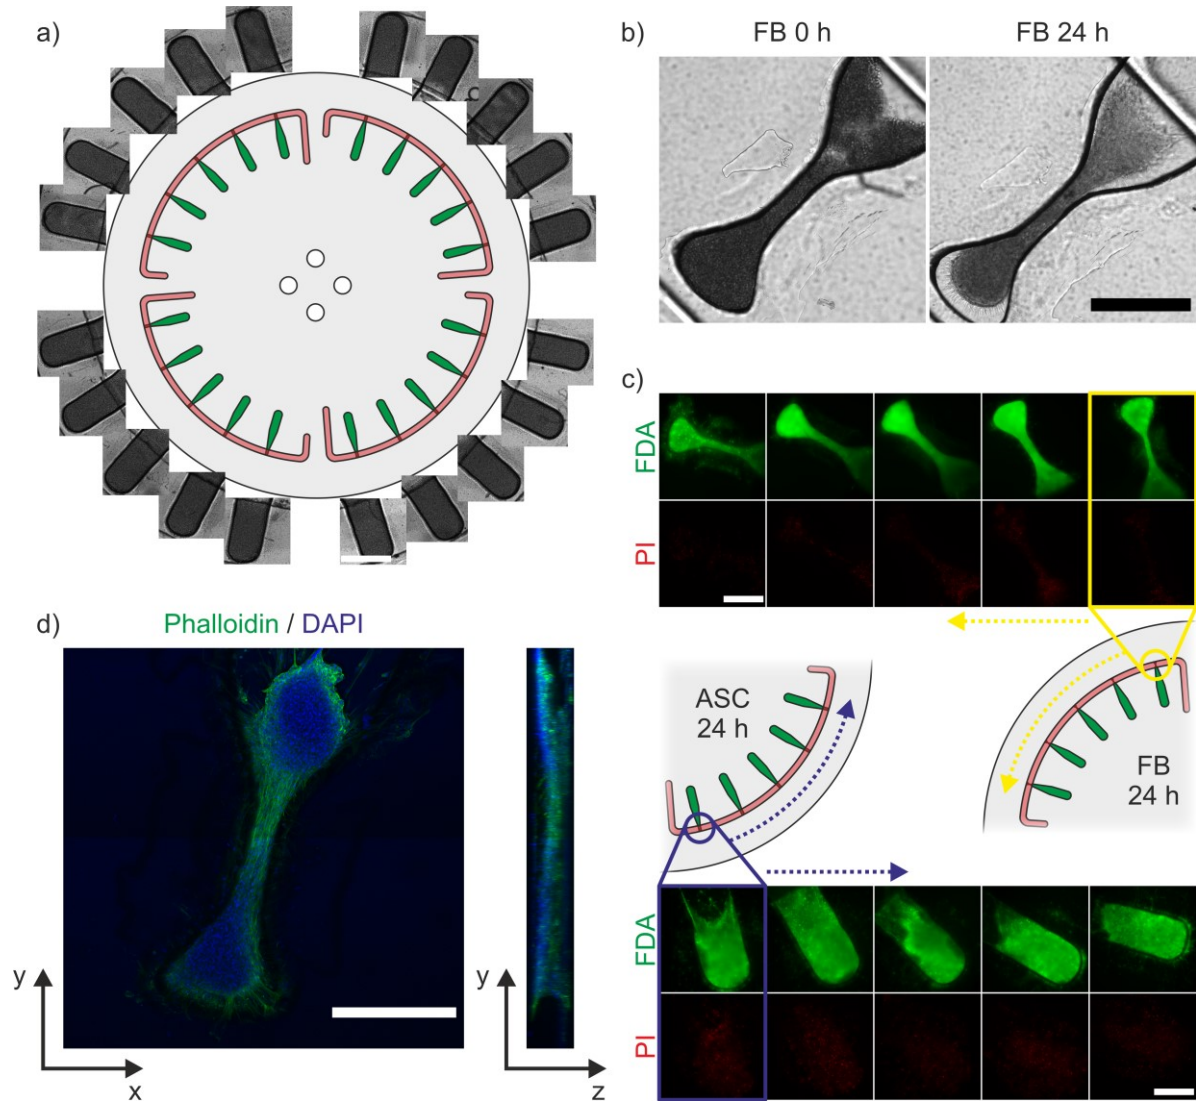 a)
b)
FB 0 h
FB 24 h
c)
FDA
PI
ASC
24 h
FB
24 h
FDA
PI
d)
Phalloidin / DAPI
y
x
y
z